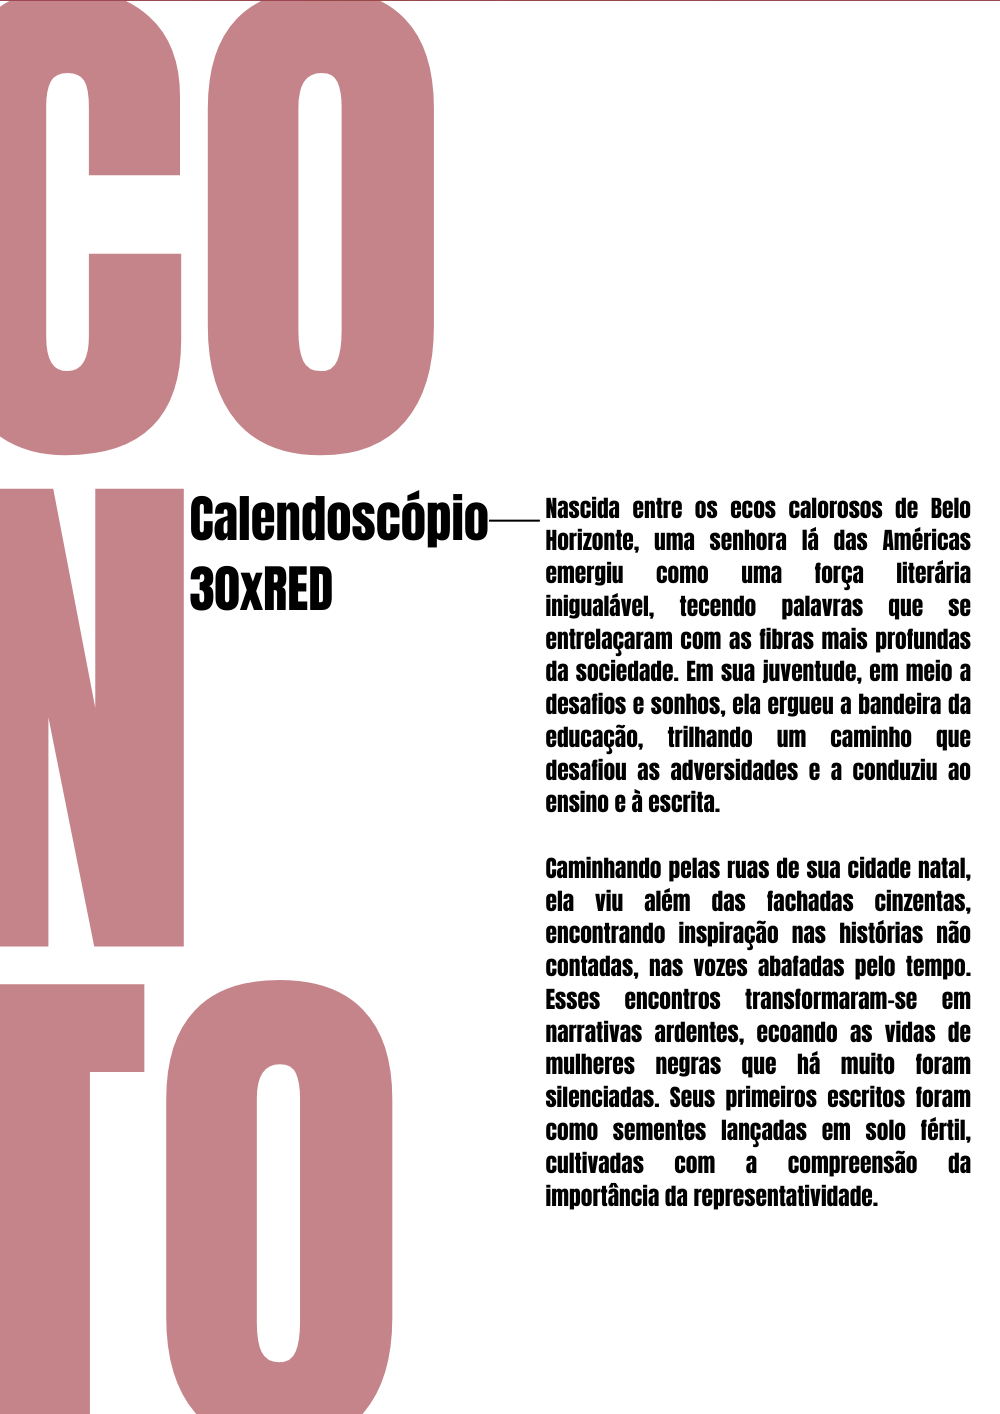 CO
N
TO
Calendoscópio
30xRED
Nascida entre os ecos calorosos de Belo
Horizonte, uma senhora lá das Américas
emergiu como uma força literária
inigualável, tecendo palavras que se
entrelaçaram com as fibras mais profundas
da sociedade. Em sua juventude, em meio a
desafios e sonhos, ela ergueu a bandeira da
educação, trilhando um caminho que
desafiou as adversidades e a conduziu ao
ensino e à escrita.
Caminhando pelas ruas de sua cidade natal,
ela viu além das fachadas cinzentas,
encontrando inspiração nas histórias não
contadas, nas vozes abafadas pelo tempo.
Esses encontros transformaram-se em
narrativas ardentes, ecoando as vidas de
mulheres negras que há muito foram
silenciadas. Seus primeiros escritos foram
como sementes lançadas em solo fértil,
cultivadas com a compreensão da
importância da representatividade.